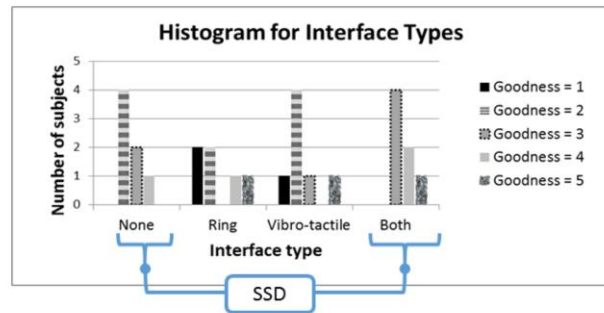 Histogram for Interface Types
Number of subjects
5
4
3
2
1
0
None Ring Vibro-tactile Both
Interface type
Goodness = 1
Goodness = 2
Goodness = 3
Goodness = 4
Goodness = 5
SSD